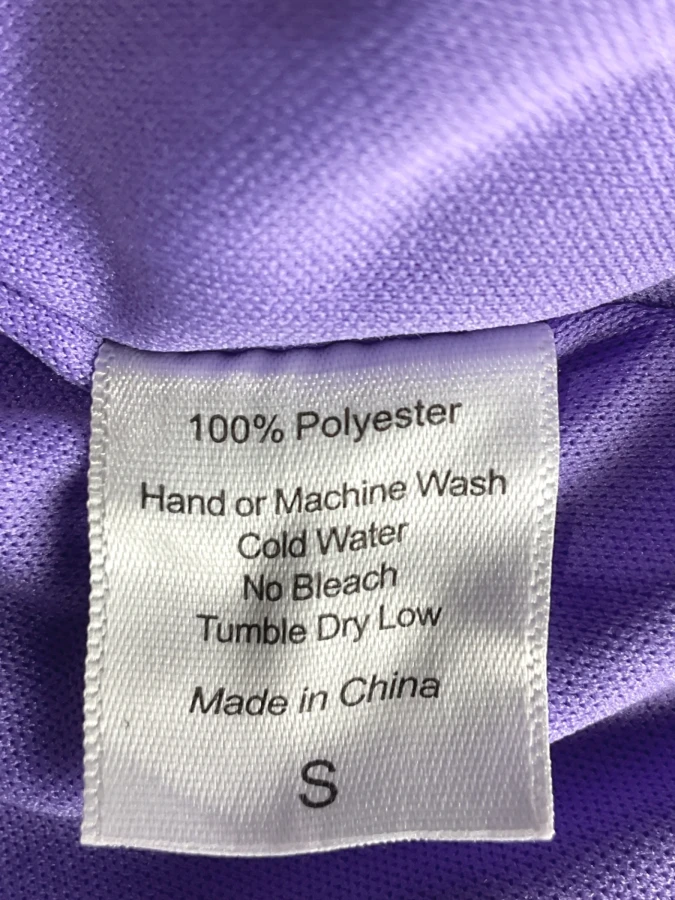 100% Polyester
Hand or Machine Wash
Cold Water
No Bleach
Tumble Dry Low
Made in China
S